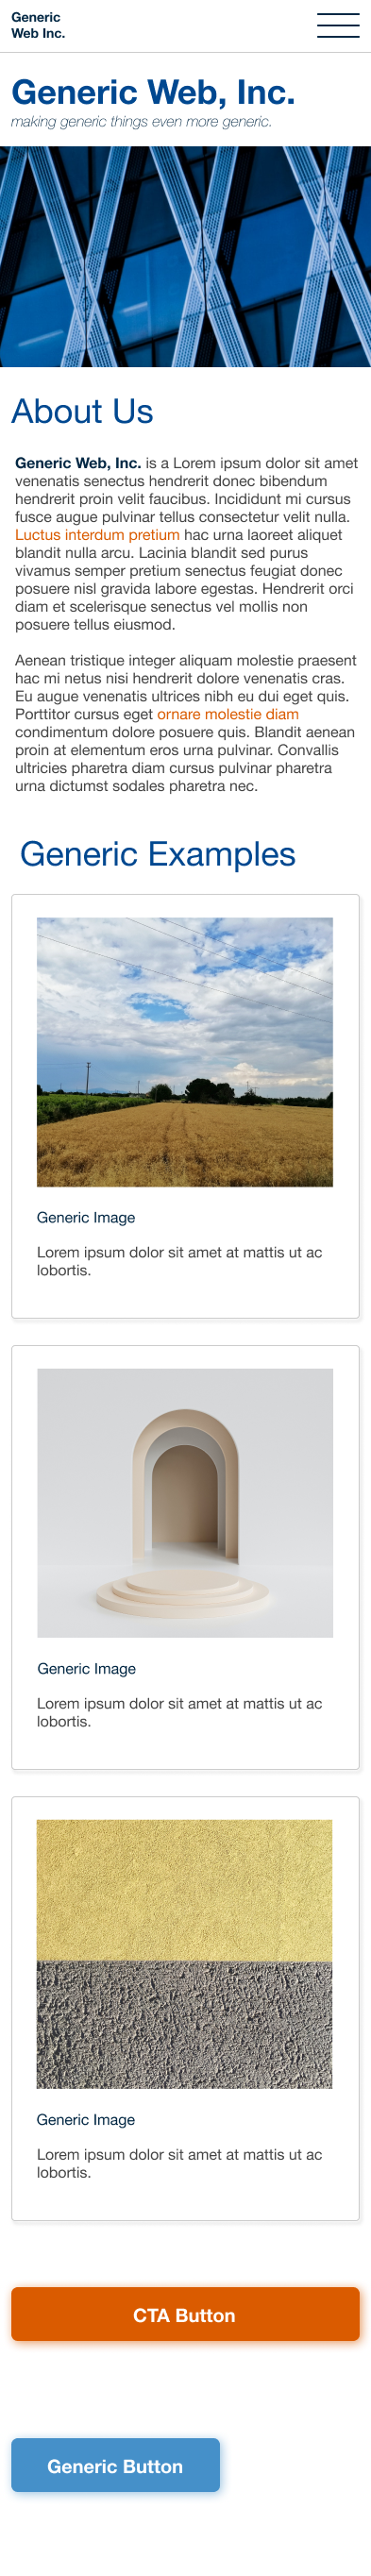 Generic
Web Inc.
Generic Web, Inc.
making generic things even more generic.
About Us
Generic Web, Inc. is a Lorem ipsum dolor sit amet
venenatis senectus hendrerit donec bibendum
hendrerit proin velit faucibus. Incididunt mi cursus
fusce augue pulvinar tellus consectetur velit nulla.
Luctus interdum pretium hac urna laoreet aliquet
blandit nulla arcu. Lacinia blandit sed purus
vivamus semper pretium senectus feugiat donec
posuere nisl gravida labore egestas. Hendrerit orci
diam et scelerisque senectus vel mollis non
posuere tellus eiusmod.
Aenean tristique integer aliquam molestie praesent
hac mi netus nisi hendrerit dolore venenatis cras.
Eu augue venenatis ultrices nibh eu dui eget quis.
Porttitor cursus eget ornare molestie diam
condimentum dolore posuere quis. Blandit aenean
proin at elementum eros urna pulvinar. Convallis
ultricies pharetra diam cursus pulvinar pharetra
urna dictumst sodales pharetra nec.
Generic Examples
Generic Image
Lorem ipsum dolor sit amet at mattis ut ac
lobortis.
Generic Image
Lorem ipsum dolor sit amet at mattis ut ac
lobortis.
Generic Image
Lorem ipsum dolor sit amet at mattis ut ac
lobortis.
CTA Button
Generic Button